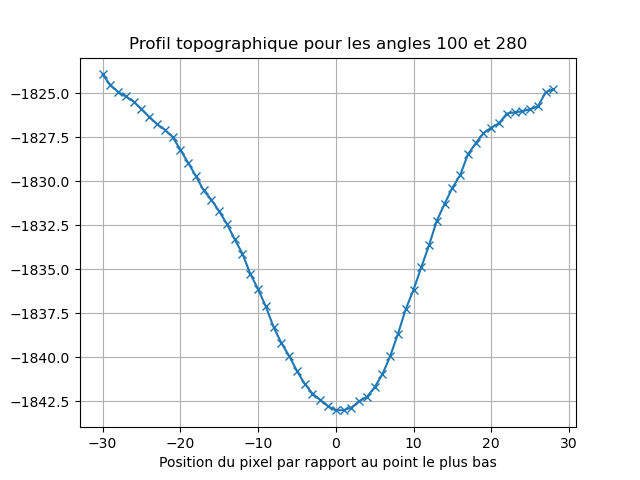 Profil topographique pour les angles 100 et 280
−1825.0
−1827.5
−1830.0
−1832.5
−1835.0
−1837.5
−1840.0
−1842.5
−30 −20 −10 0 10 20 30
Position du pixel par rapport au point le plus bas